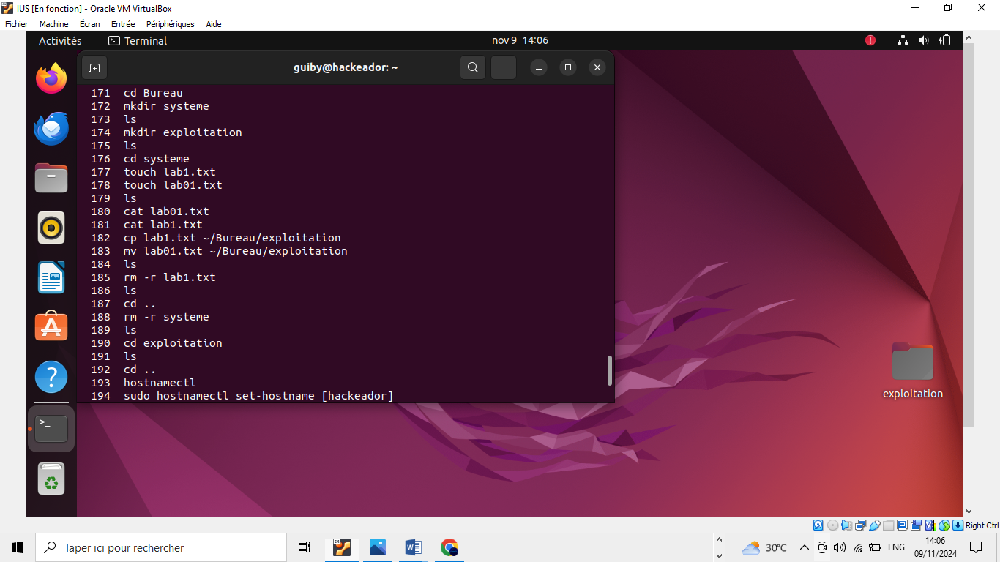 IUS [En fonction] - Oracle VM VirtualBox
Fichier Machine Écran Entrée Périphériques Aide
Activités Terminal nov 9 14:06
guiby@hackeador: ~
171 cd Bureau
172 mkdir systeme
173 ls
174 mkdir exploitation
175 ls
176 cd systeme
177 touch lab1.txt
178 touch lab01.txt
179 ls
180 cat lab01.txt
181 cat lab1.txt
182 cp lab1.txt ~/Bureau/exploitation
183 mv lab01.txt ~/Bureau/exploitation
184 ls
185 rm -r lab1.txt
186 ls
187 cd ..
188 rm -r systeme
189 ls
190 cd exploitation
191 ls
192 cd ..
193 hostnamectl
194 sudo hostnamectl set-hostname [hackeador]
exploitation
Right Ctrl
Taper ici pour rechercher
30°C
ENG
14:06
09/11/2024